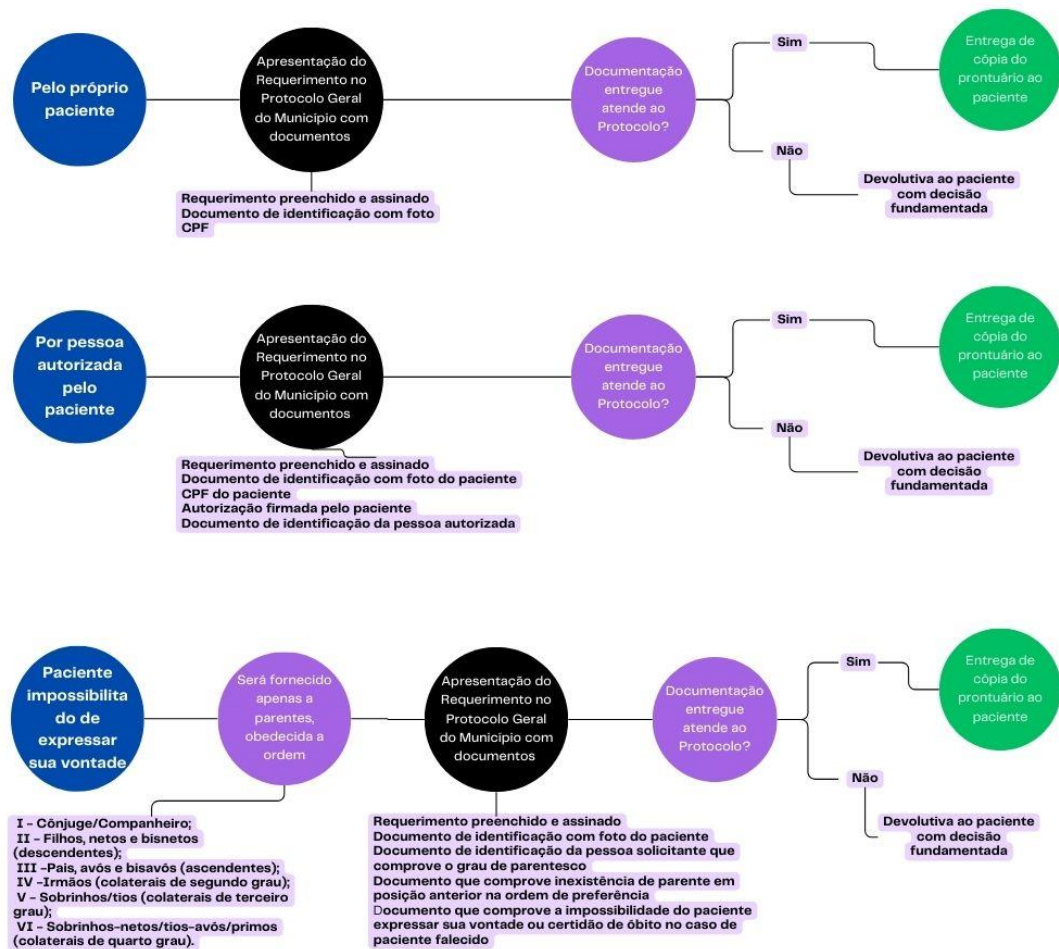 Pelo próprio
paciente
Apresentação do
Requerimento no
Protocolo Geral
do Município com
documentos
Requerimento preenchido e assinado
Documento de identificação com foto
CPF
Documentação
entregue
atende ao
Protocolo?
Sim
Entrega de
cópia do
prontuário ao
paciente
Não
Devolutiva ao paciente
com decisão
fundamentada
Por pessoa
autorizada
pelo
paciente
Apresentação do
Requerimento no
Protocolo Geral
do Município com
documentos
Requerimento preenchido e assinado
Documento de identificação com foto do paciente
CPF do paciente
Autorização firmada pelo paciente
Documento de identificação da pessoa autorizada
Documentação
entregue
atende ao
Protocolo?
Sim
Entrega de
cópia do
prontuário ao
paciente
Não
Devolutiva ao paciente
com decisão
fundamentada
Paciente
impossibilita
do de
expressar
sua vontade
Será fornecido
apenas a
parentes,
obedecida a
ordem
I - Cônjuge/Companheiro;
II - Filhos, netos e bisnetos
(descendentes);
III -Pais, avós e bisavós (ascendentes);
IV -Irmãos (colaterais de segundo grau);
V - Sobrinhos/tios (colaterais de terceiro
grau);
VI - Sobrinhos-netos/tios-avós/primos
(colaterais de quarto grau).
Apresentação do
Requerimento no
Protocolo Geral
do Município com
documentos
Requerimento preenchido e assinado
Documento de identificação com foto do paciente
Documento de identificação da pessoa solicitante que
comprove o grau de parentesco
Documento que comprove inexistência de parente em
posição anterior na ordem de preferência
Documento que comprove a impossibilidade do paciente
expressar sua vontade ou certidão de óbito no caso de
paciente falecido
Documentação
entregue
atende ao
Protocolo?
Sim
Entrega de
cópia do
prontuário ao
paciente
Não
Devolutiva ao paciente
com decisão
fundamentada